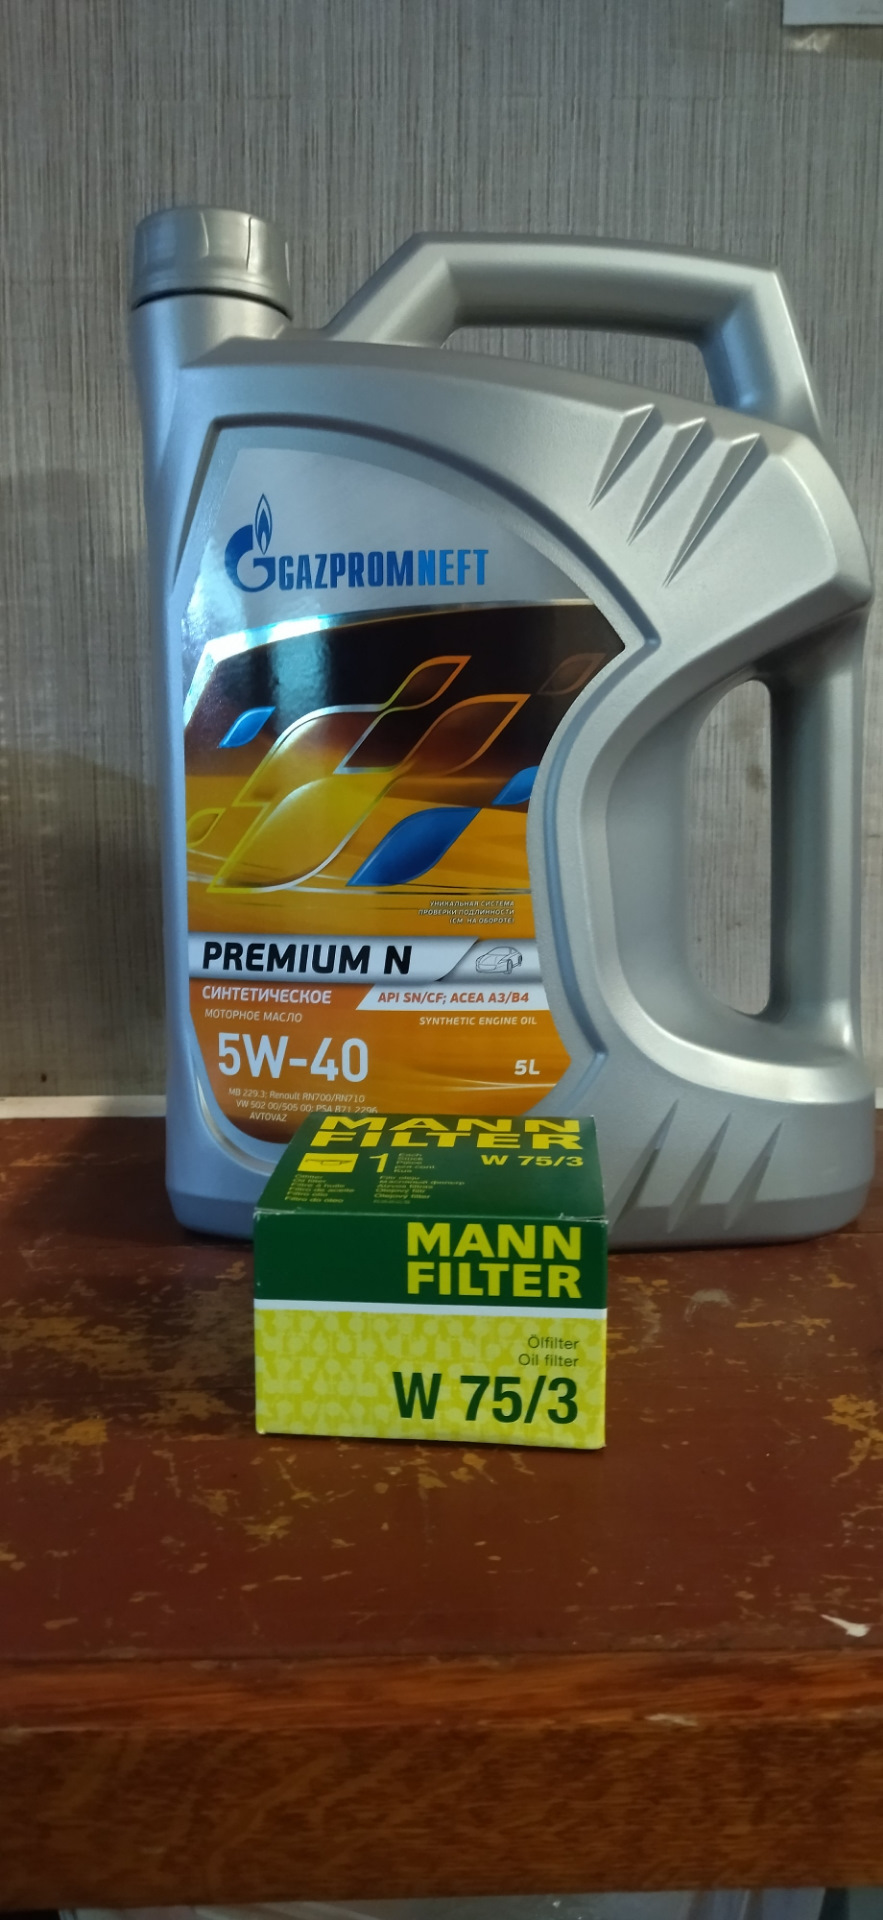 GAZPROMNEFT
УНИКАЛЬНАЯ СИСТЕМА
ПРОВЕРКИ ПОДЛИННОСТИ
(СМ. НА ОБОРОТЕ)
PREMIUM N
СИНТЕТИЧЕСКОЕ
API SN/CF; ACEA A3/B4
МОТОРНОЕ МАСЛО
SYNTHETIC ENGINE OIL
5W-40
5L
MB 229.3; Renault RN700/RN710
VW 502 00/505 00; PSA B71 2296
AVTOVAZ
MANN
FILTER
1
W 75/3
MANN
FILTER
Ölfilter
Oil filter
W 75/3